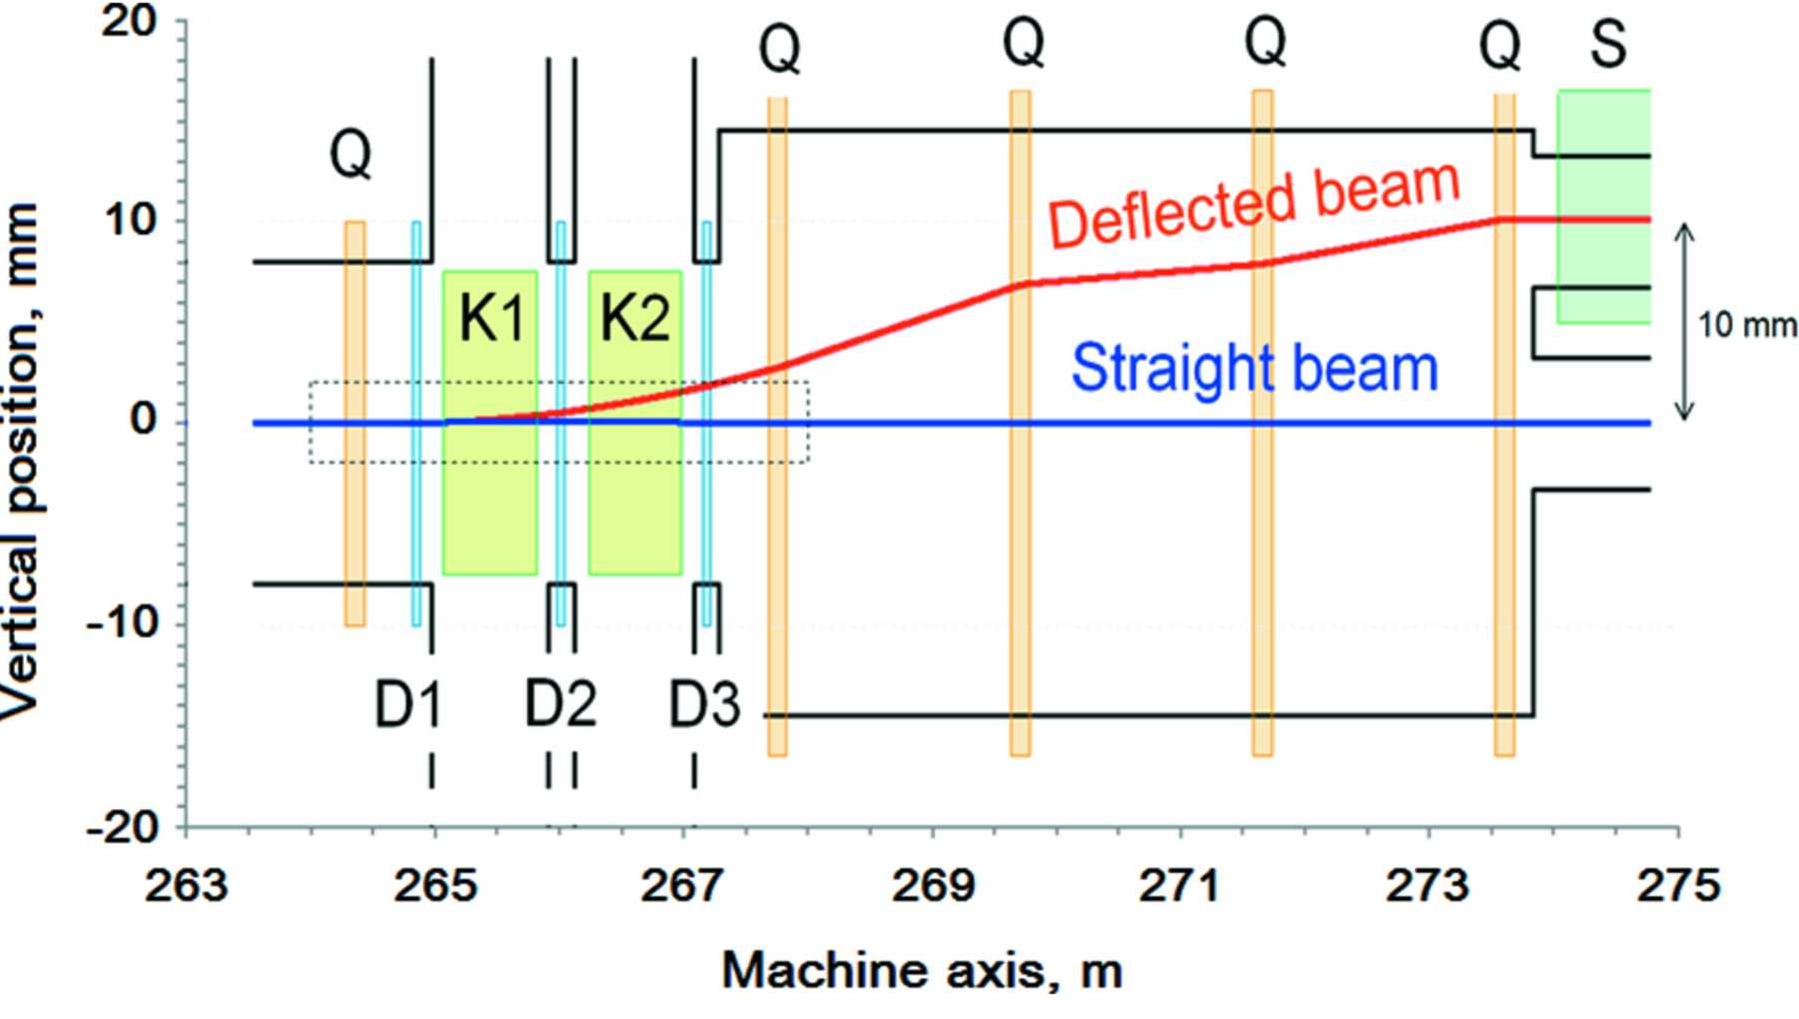 20
Q
Q
Q
Q
S
Q
Deflected beam
10
K1
K2
10 mm
Straight beam
0
Vertical position, mm
-10
D1
D2
D3
-20
263
265
267
269
271
273
275
Machine axis, m